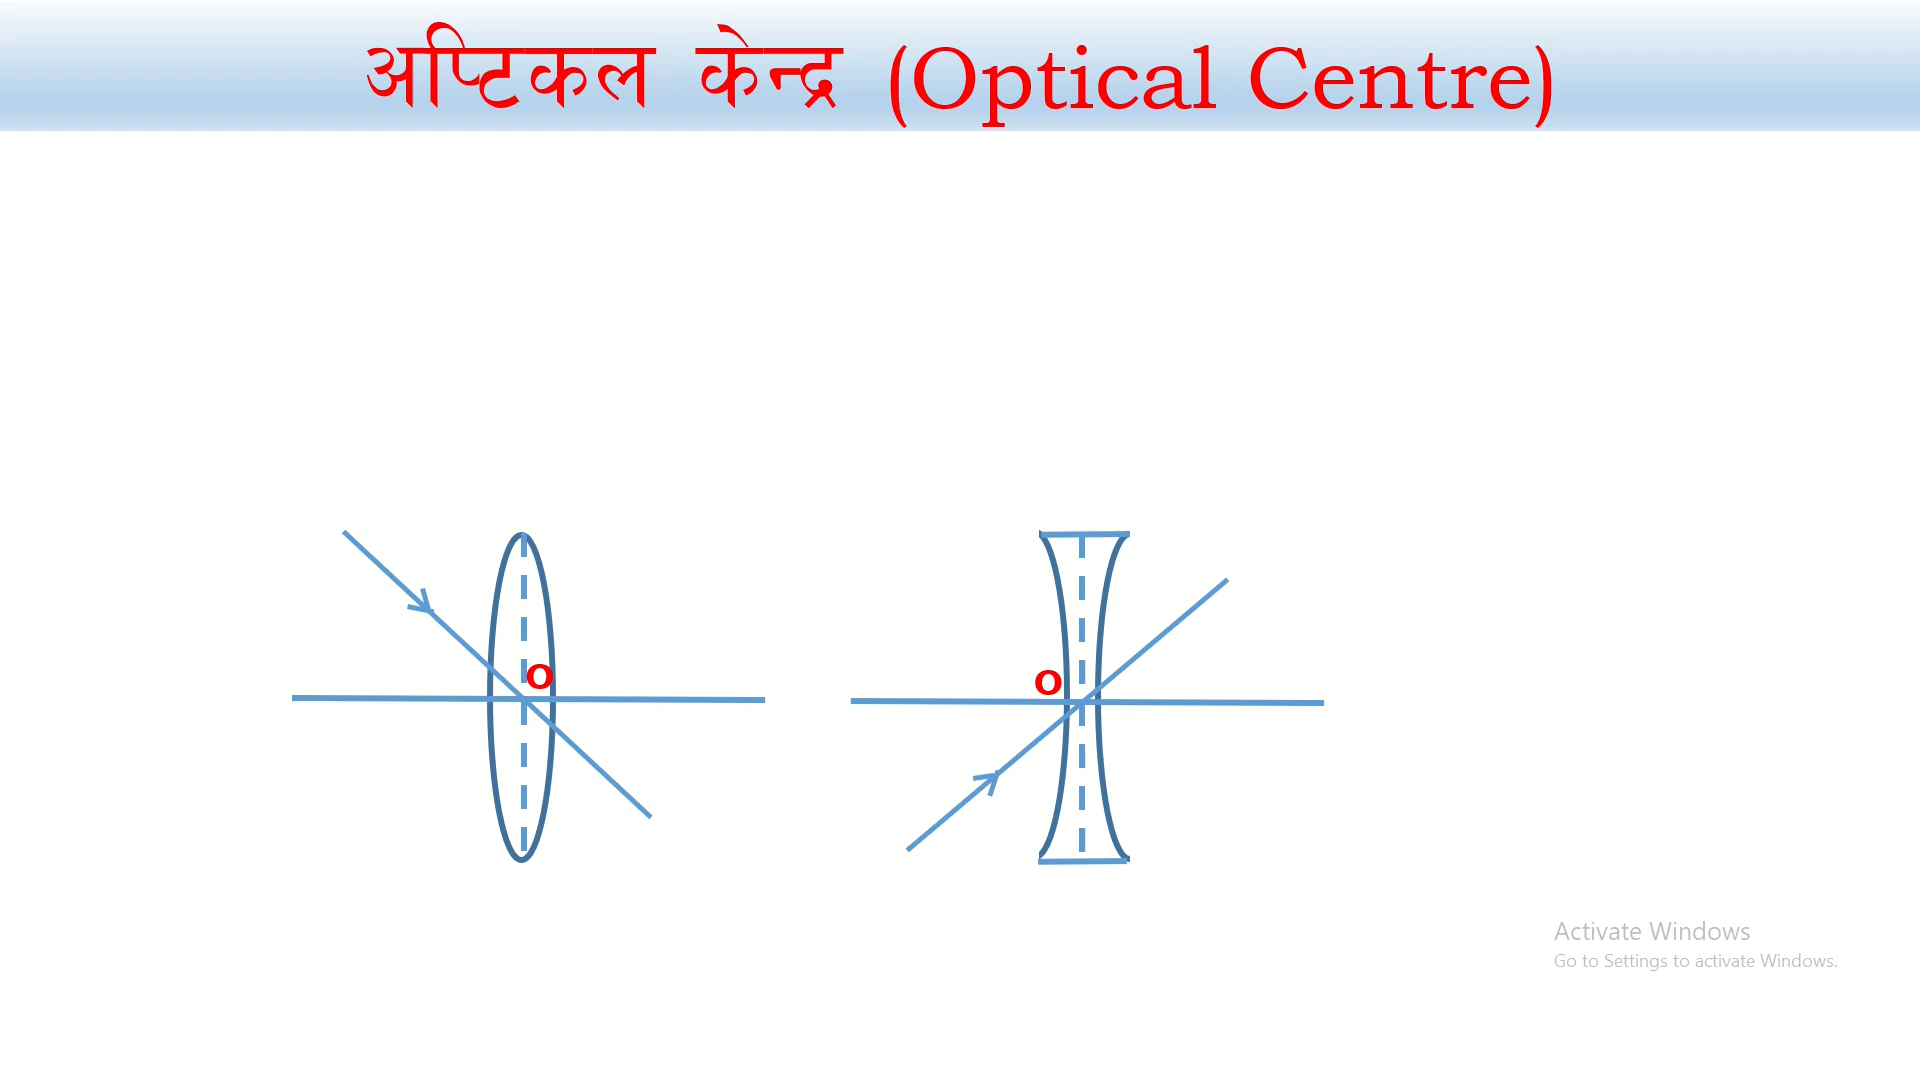 अप्टिकल केन्द्र (Optical Centre)
O
O
Activate Windows
Go to Settings to activate Windows.